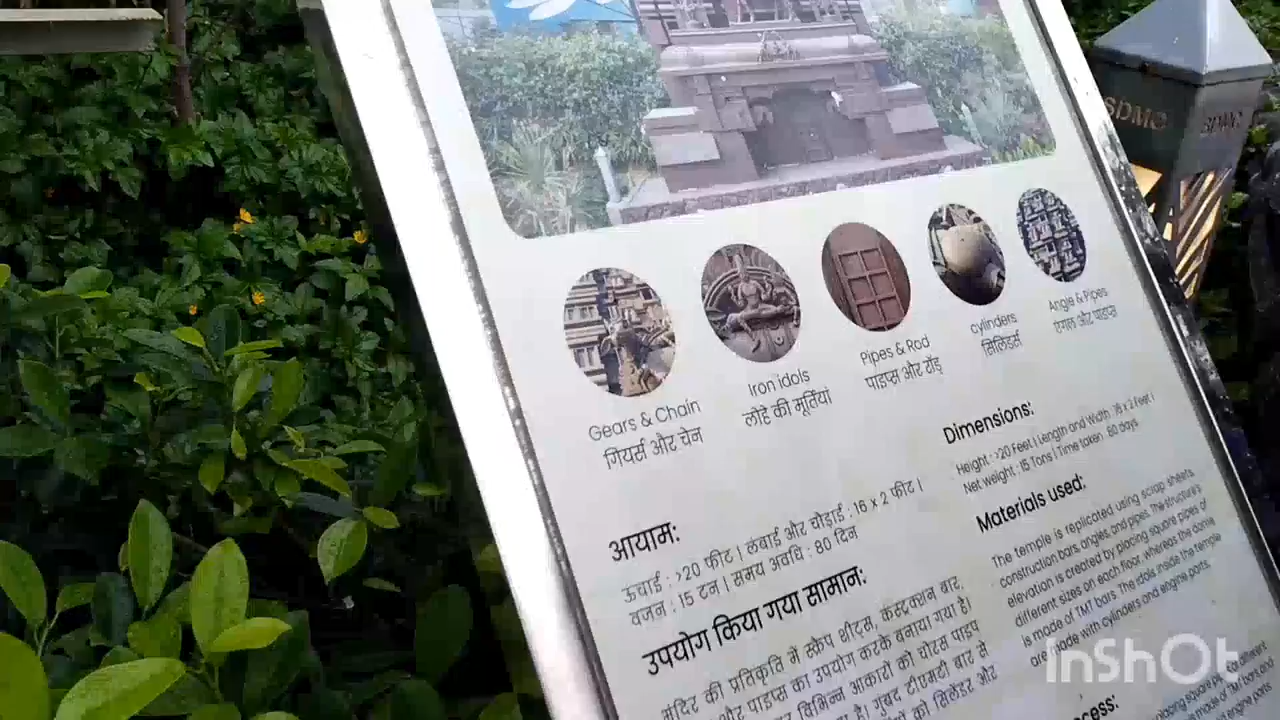 SDMC
SDMC
Gears & Chain
गियर्स और चेन
Iron idols
लोहे की मूर्तियां
Pipes & Rod
पाइप्स और रॉड
cylinders
सिलिंडर्स
Angle & Pipes
एंगल और पाइप्स
आयाम:
ऊंचाई : >20 फीट | लंबाई और चौड़ाई : 16 x 2 फीट |
वजन : 15 टन | समय अवधि : 80 दिन
उपयोग किया गया सामान:
मंदिर की प्रतिकृति में स्क्रैप शीट्स, कंस्ट्रक्शन बार,
और पाइप्स का उपयोग करके बनाया गया है।
विभिन्न आकारों की चौरस पाइप
है। गुंबद टीएमटी बार से
को सिलेंडर और
Dimensions:
Height : >20 Feet | Length and Width : 16 x 2 Feet |
Net weight : 15 Tons | Time taken : 80 days
Materials used:
The temple is replicated using scrap sheets,
construction bars, angles, and pipes. The structure's
elevation is created by placing square pipes of
different sizes on each floor, whereas the dome
is made of TMT bars. The idols inside the temple
are made with cylinders and engine parts.
InShOt